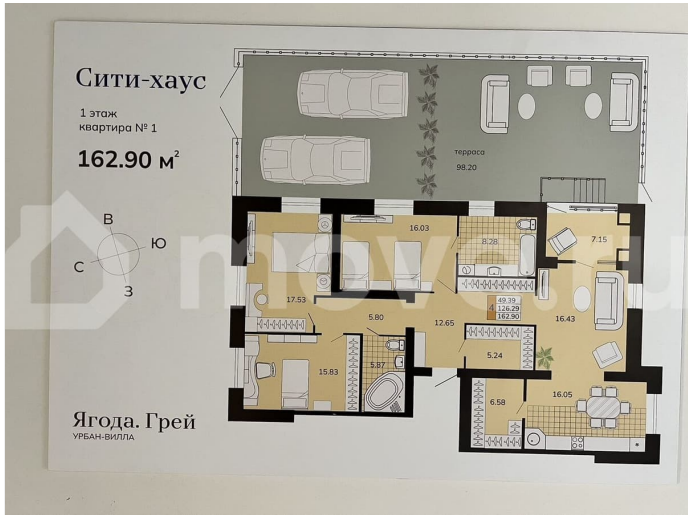 Сити-хаус
1 этаж
квартира № 1
162.90 м²
В
Ю
С
З
терраса
98.20
16.03
8.28
7.15
17.53
49.39
4 126.29
162.90
5.80
12.65
16.43
5.24
15.83
5.87
6.58
16.05
Ягода. Грей
УРБАН-ВИЛЛА
move.ru